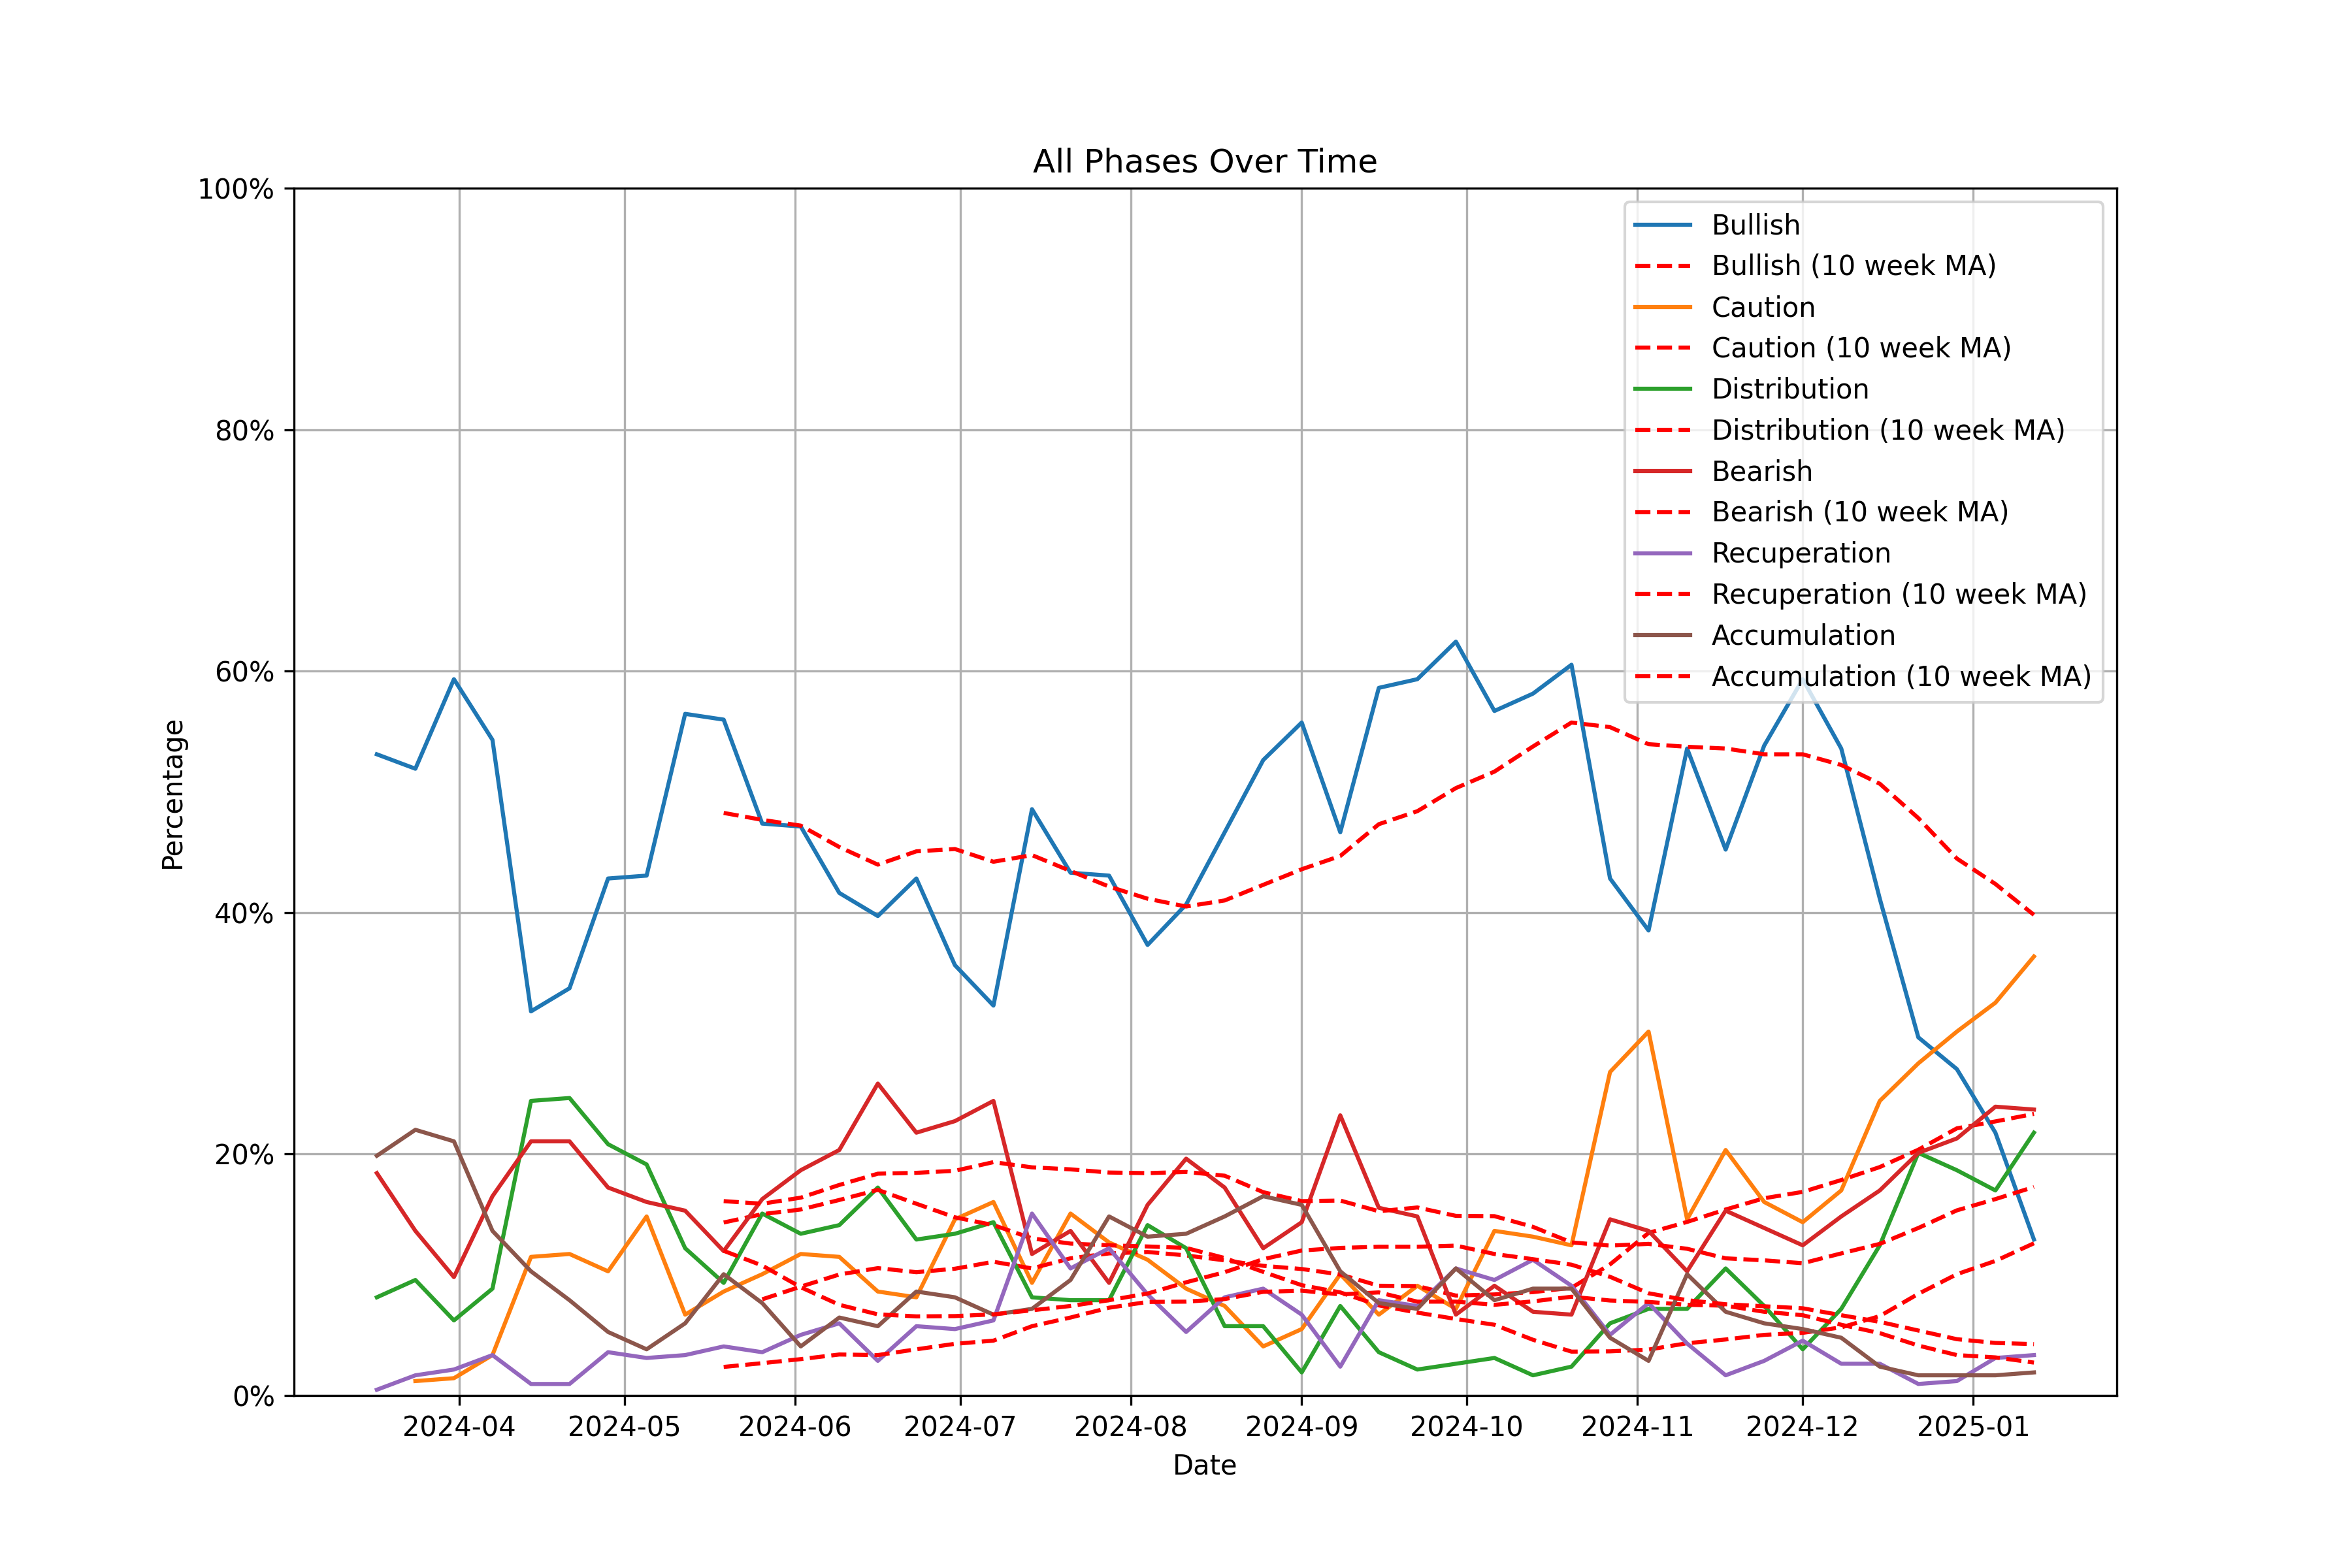 All Phases Over Time
100%
80%
60%
40%
20%
0%
Percentage
Bullish
Bullish (10 week MA)
Caution
Caution (10 week MA)
Distribution
Distribution (10 week MA)
Bearish
Bearish (10 week MA)
Recuperation
Recuperation (10 week MA)
Accumulation
Accumulation (10 week MA)
2024-04 2024-05 2024-06 2024-07 2024-08 2024-09 2024-10 2024-11 2024-12 2025-01
Date